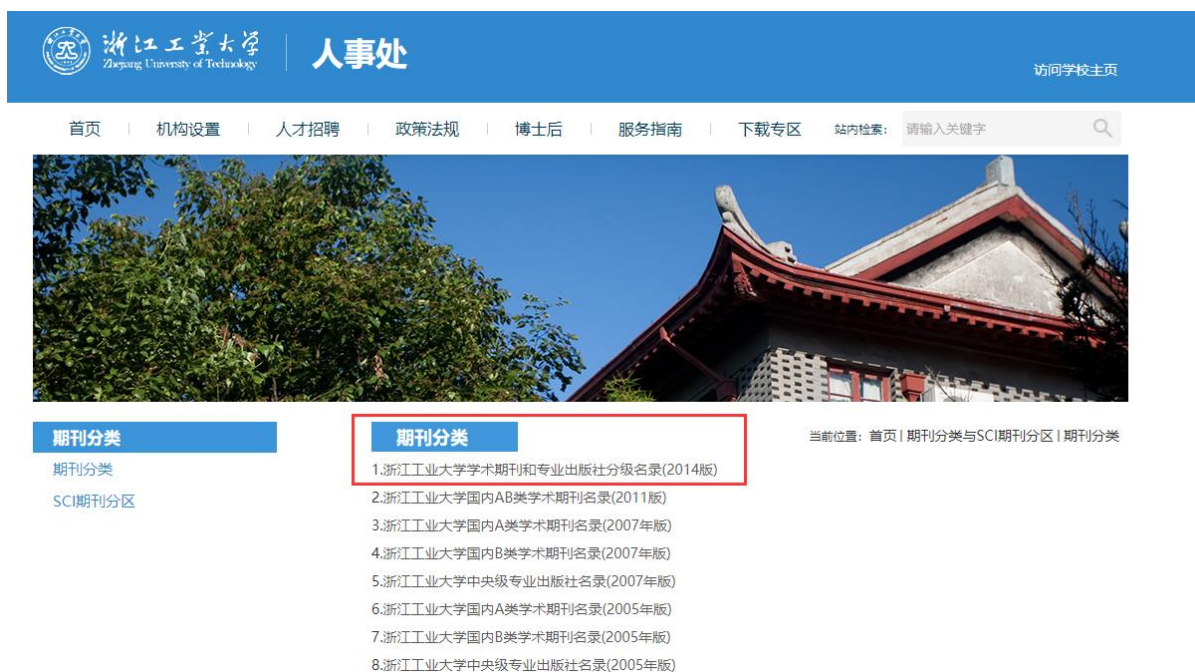 浙江工业大学
Zhejiang University of Technology
人事处
访问学校主页
首页 机构设置 人才招聘 政策法规 博士后 服务指南 下载专区 站内检索: 请输入关键字
期刊分类
期刊分类
SCI期刊分区
期刊分类
当前位置: 首页 | 期刊分类与SCI期刊分区 | 期刊分类
1.浙江工业大学学术期刊和专业出版社分级名录(2014版)
2.浙江工业大学国内AB类学术期刊名录(2011版)
3.浙江工业大学国内A类学术期刊名录(2007年版)
4.浙江工业大学国内B类学术期刊名录(2007年版)
5.浙江工业大学中央级专业出版社名录(2007年版)
6.浙江工业大学国内A类学术期刊名录(2005年版)
7.浙江工业大学国内B类学术期刊名录(2005年版)
8.浙江工业大学中央级专业出版社名录(2005年版)